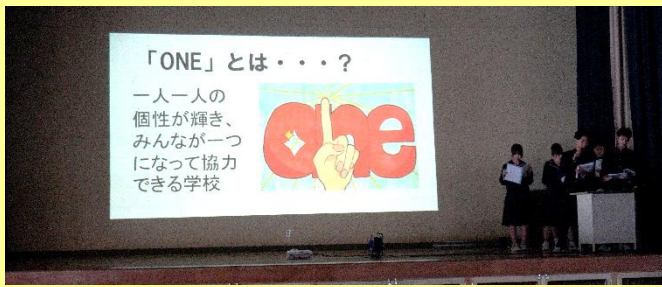 「ONE」とは・・・?
一人一人の
個性が輝き、
みんなが一つ
になって協力
できる学校
one